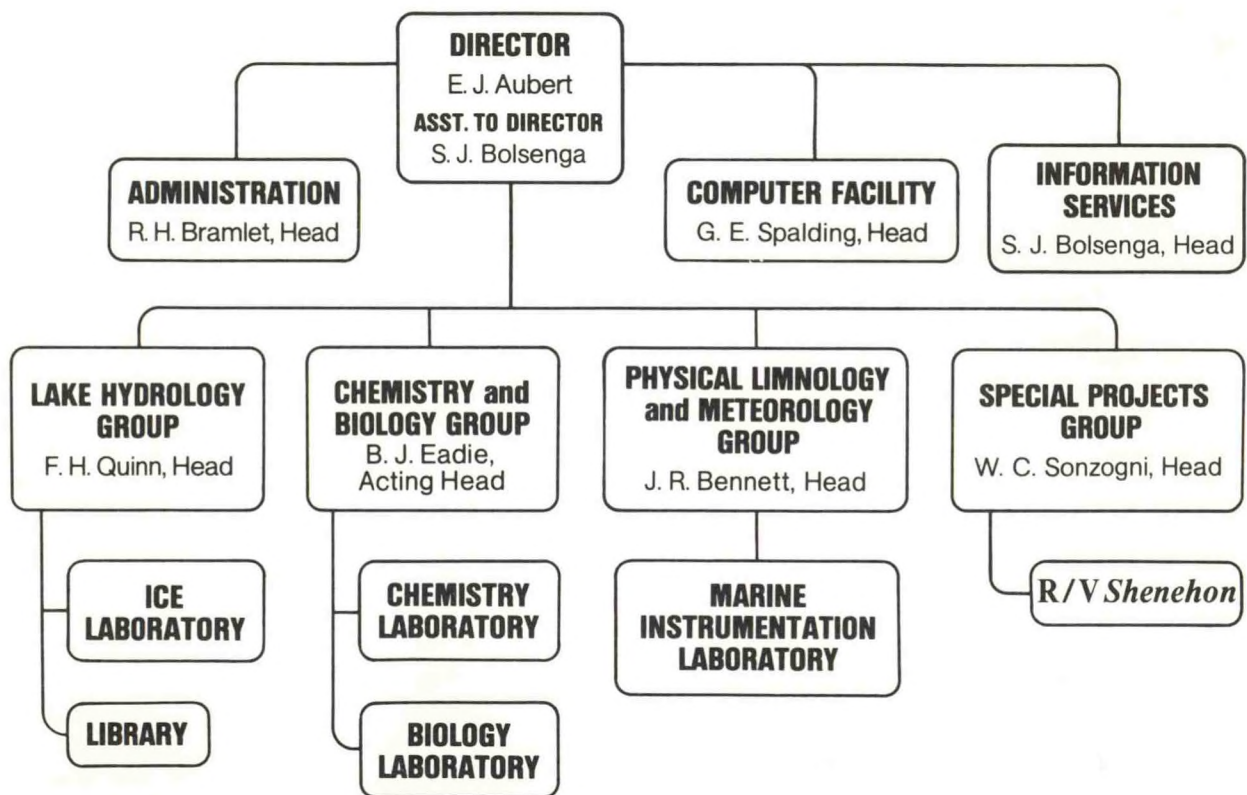 DIRECTOR
E. J. Aubert
ASST. TO DIRECTOR
S. J. Bolsenga
ADMINISTRATION
R. H. Bramlet, Head
COMPUTER FACILITY
G. E. Spalding, Head
INFORMATION
SERVICES
S. J. Bolsenga, Head
LAKE HYDROLOGY
GROUP
F. H. Quinn, Head
CHEMISTRY and
BIOLOGY GROUP
B. J. Eadie,
Acting Head
PHYSICAL LIMNOLOGY
and METEOROLOGY
GROUP
J. R. Bennett, Head
SPECIAL PROJECTS
GROUP
W. C. Sonzogni, Head
ICE
LABORATORY
LIBRARY
CHEMISTRY
LABORATORY
BIOLOGY
LABORATORY
MARINE
INSTRUMENTATION
LABORATORY
R/V Shenehon